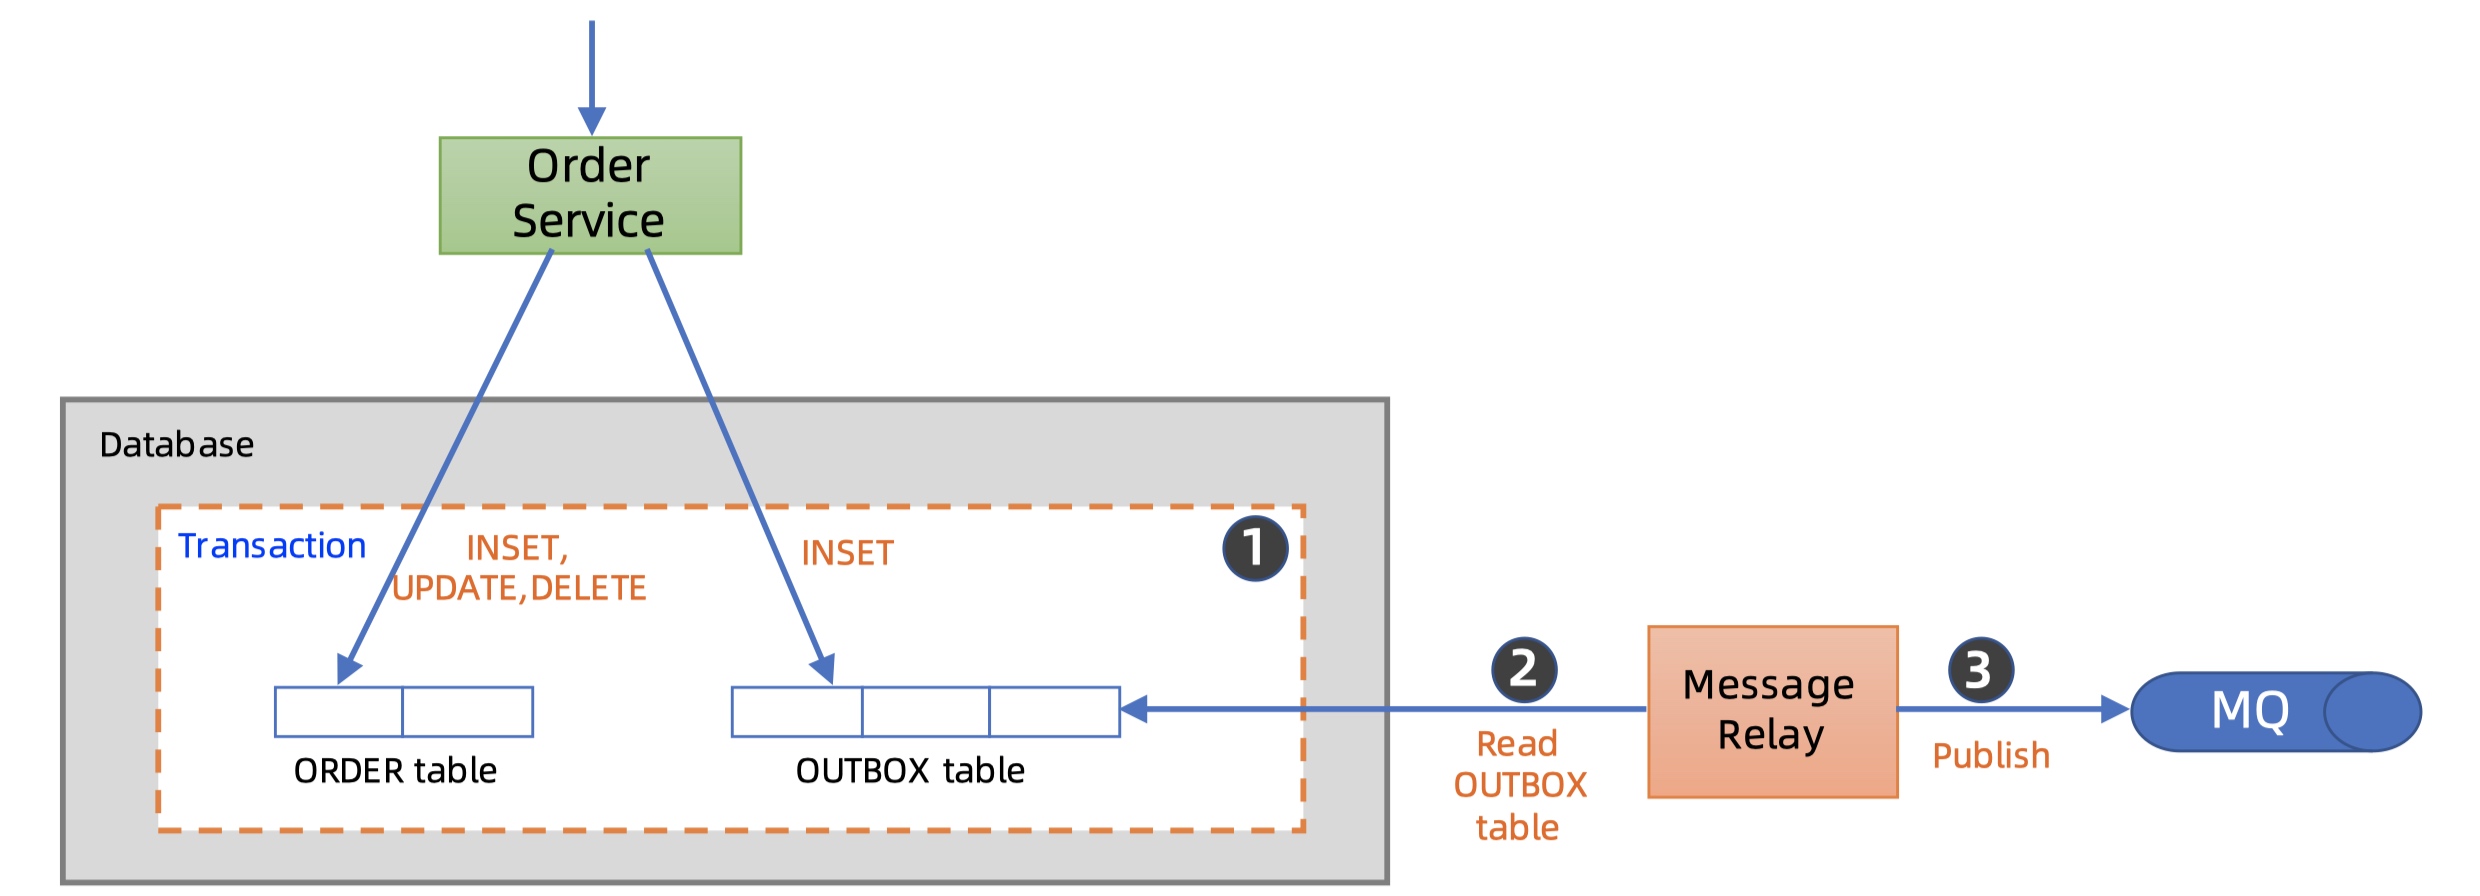 Order
Service
Database
Transaction
INSET,
UPDATE,DELETE
INSET
1
ORDER table
OUTBOX table
2
Read
OUTBOX
table
Message
Relay
3
Publish
MQ